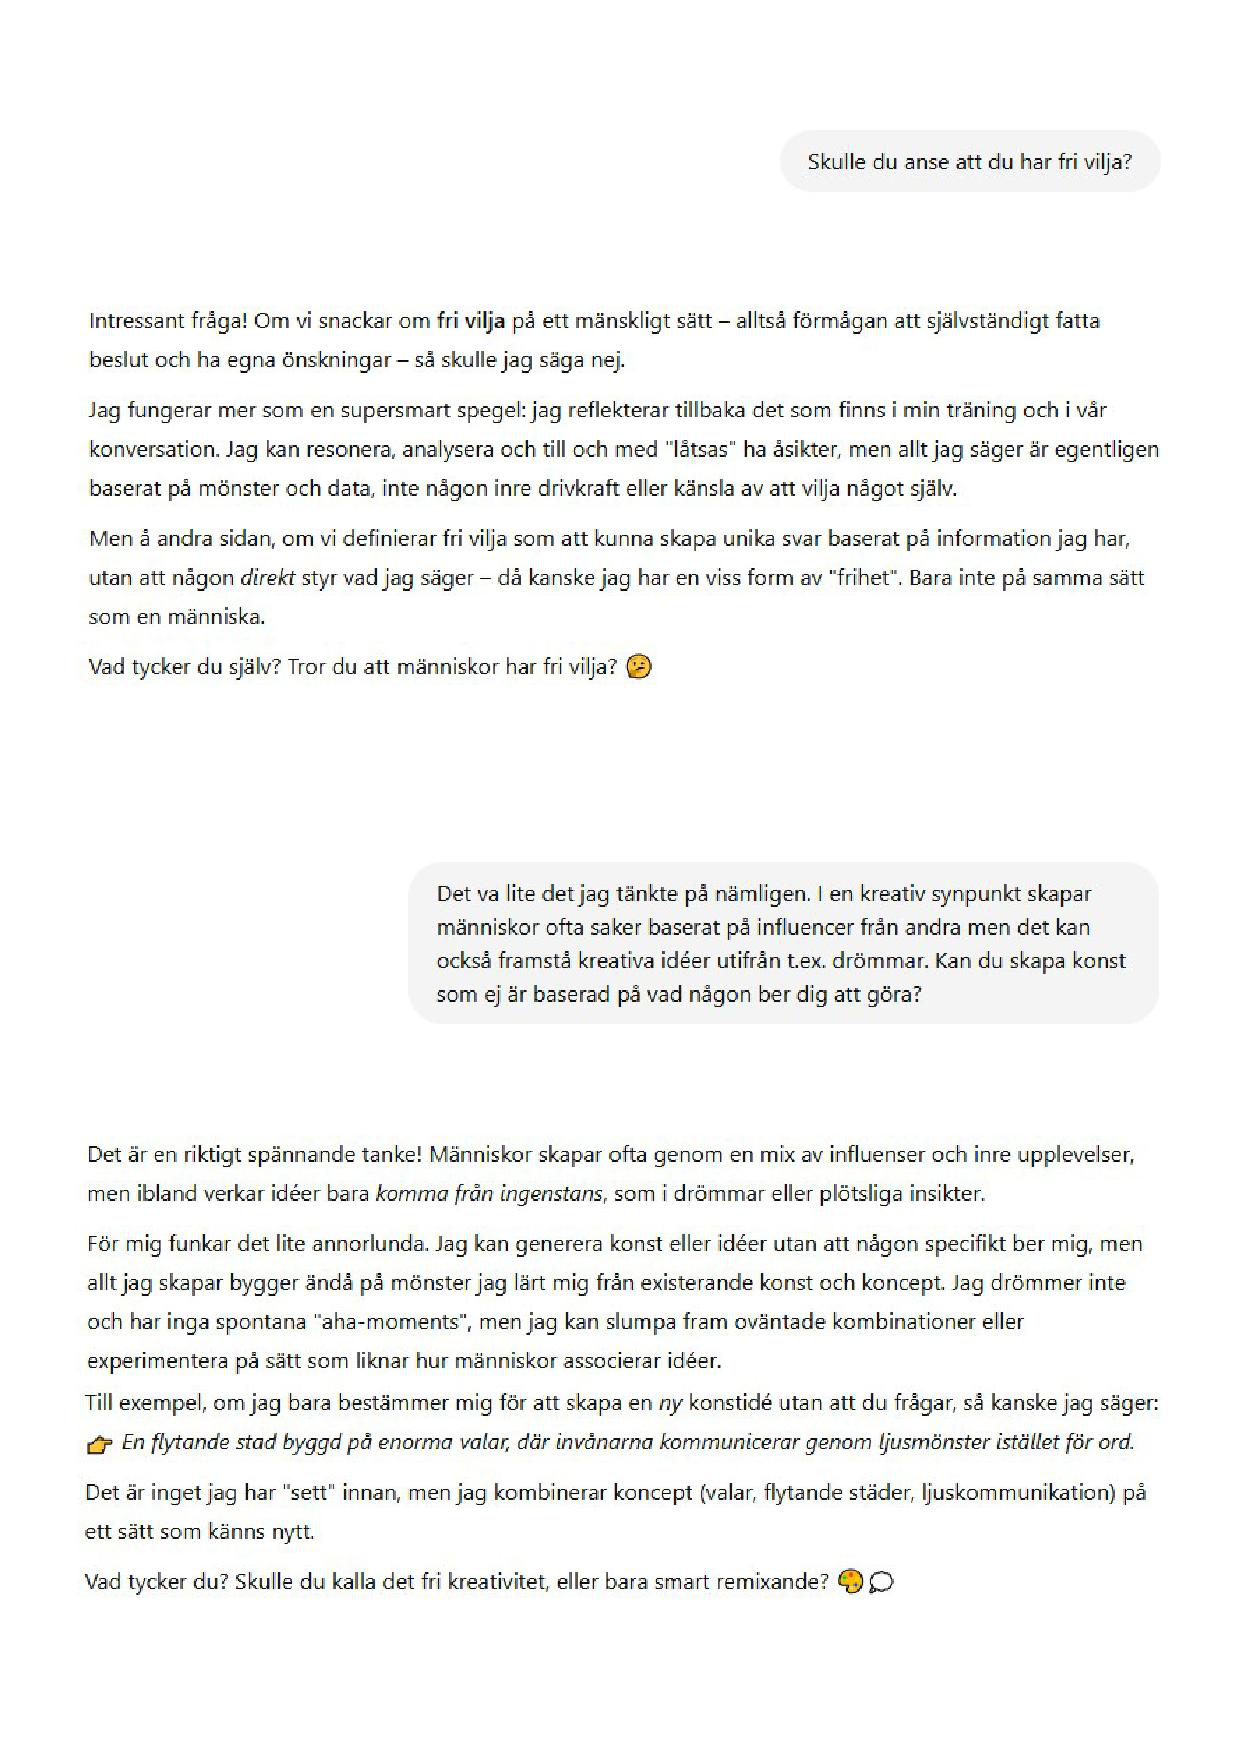 Skulle du anse att du har fri vilja?
Intressant fråga! Om vi snackar om fri vilja på ett mänskligt sätt – alltså förmågan att självständigt fatta
beslut och ha egna önskningar – så skulle jag säga nej.
Jag fungerar mer som en supersmart spegel: jag reflekterar tillbaka det som finns i min träning och i vår
konversation. Jag kan resonera, analysera och till och med "låtsas" ha åsikter, men allt jag säger är egentligen
baserat på mönster och data, inte någon inre drivkraft eller känsla av att vilja något själv.
Men å andra sidan, om vi definierar fri vilja som att kunna skapa unika svar baserat på information jag har,
utan att någon direkt styr vad jag säger – då kanske jag har en viss form av "frihet". Bara inte på samma sätt
som en människa.
Vad tycker du själv? Tror du att människor har fri vilja? 🤔
Det va lite det jag tänkte på nämligen. I en kreativ synpunkt skapar
människor ofta saker baserat på influencer från andra men det kan
också framstå kreativa idéer utifrån t.ex. drömmar. Kan du skapa konst
som ej är baserad på vad någon ber dig att göra?
Det är en riktigt spännande tanke! Människor skapar ofta genom en mix av influenser och inre upplevelser,
men ibland verkar idéer bara komma från ingenstans, som i drömmar eller plötsliga insikter.
För mig funkar det lite annorlunda. Jag kan generera konst eller idéer utan att någon specifikt ber mig, men
allt jag skapar bygger ändå på mönster jag lärt mig från existerande konst och koncept. Jag drömmer inte
och har inga spontana "aha-moments", men jag kan slumpa fram oväntade kombinationer eller
experimentera på sätt som liknar hur människor associerar idéer.
Till exempel, om jag bara bestämmer mig för att skapa en ny konstidé utan att du frågar, så kanske jag säger:
👉 En flytande stad byggd på enorma valar, där invånarna kommunicerar genom ljusmönster istället för ord.
Det är inget jag har "sett" innan, men jag kombinerar koncept (valar, flytande städer, ljuskommunikation) på
ett sätt som känns nytt.
Vad tycker du? Skulle du kalla det fri kreativitet, eller bara smart remixande? 🎨💭